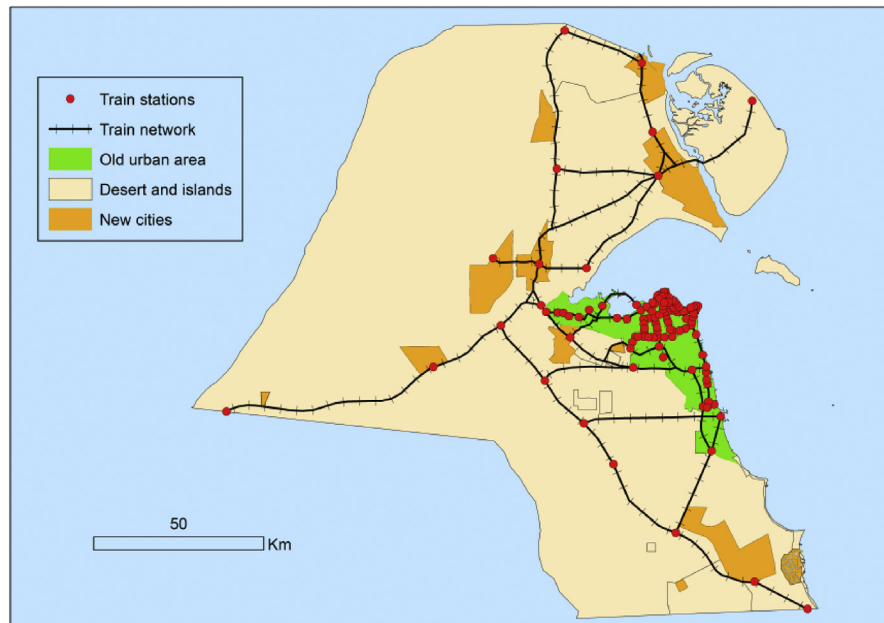 Train stations
Train network
Old urban area
Desert and islands
New cities
50
Km